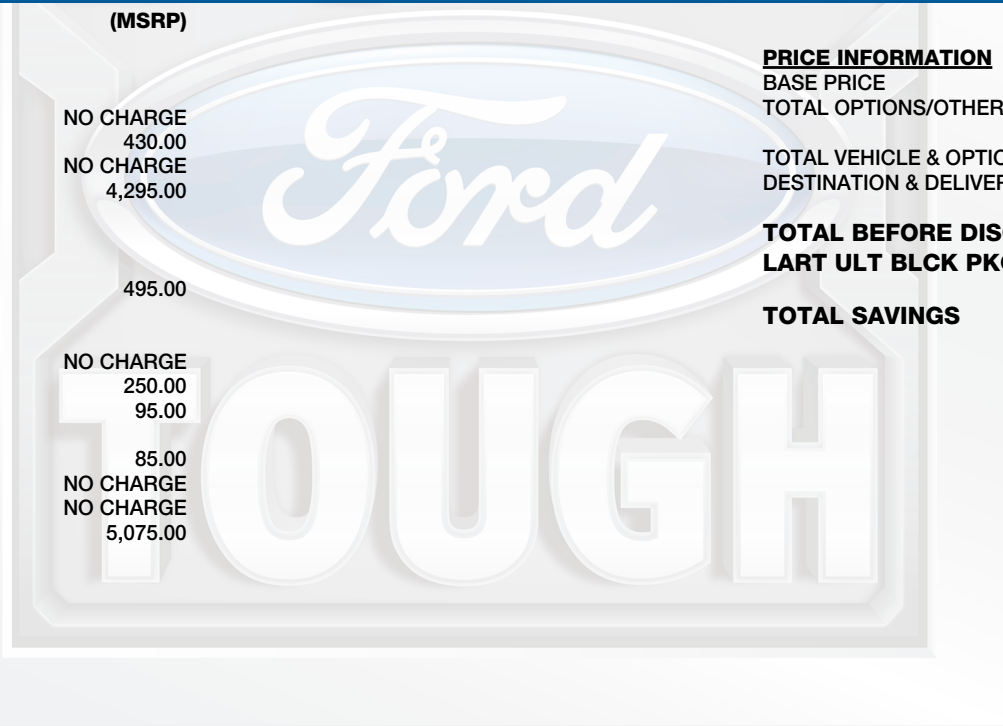 (MSRP)
NO CHARGE
430.00
NO CHARGE
4,295.00
495.00
NO CHARGE
250.00
95.00
85.00
NO CHARGE
NO CHARGE
5,075.00
Ford
TOUGH
PRICE INFORMATION
BASE PRICE
TOTAL OPTIONS/OTHER
TOTAL VEHICLE & OPTIO
DESTINATION & DELIVER
TOTAL BEFORE DIS
LART ULT BLCK PK
TOTAL SAVINGS